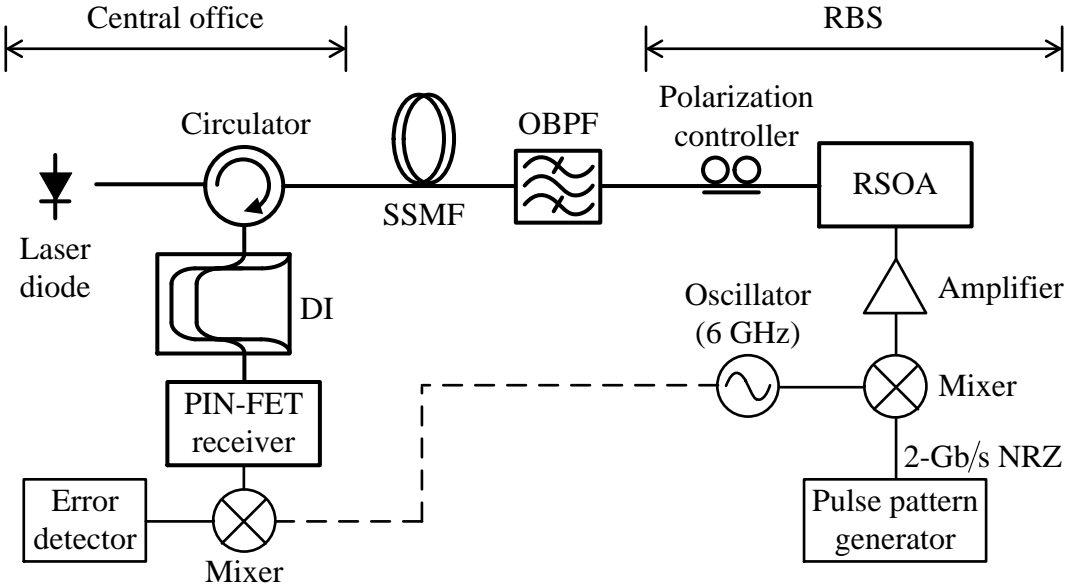 Central office
RBS
Circulator
OBPF
Polarization
controller
RSOA
SSMF
Laser
diode
DI
Oscillator
(6 GHz)
Amplifier
PIN-FET
receiver
Mixer
2-Gb/s NRZ
Error
detector
Mixer
Pulse pattern
generator